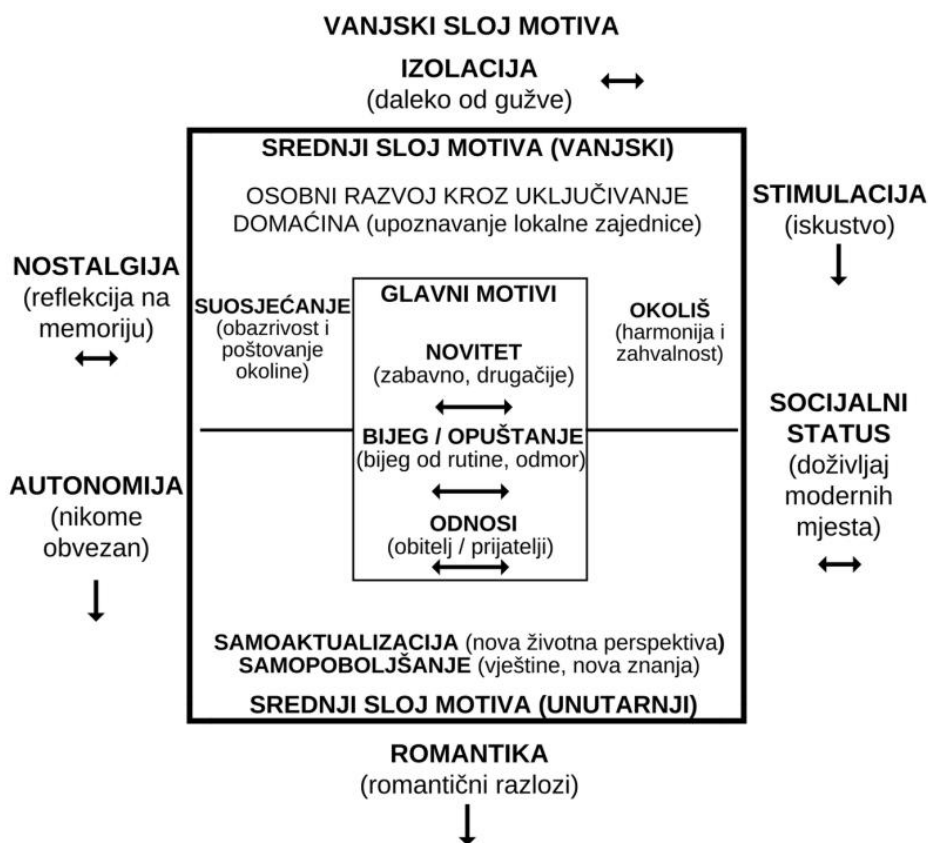 VANJSKI SLOJ MOTIVA
IZOLACIJA
(daleko od gužve)
SREDNJI SLOJ MOTIVA (VANJSKI)
OSOBNI RAZVOJ KROZ UKLJUČIVANJE
DOMAĆINA (upoznavanje lokalne zajednice)
STIMULACIJA
(iskustvo)
NOSTALGIJA
(reflekcija na
memoriju)
SUOSJEĆANJE
(obazrivost i
poštovanje
okoline)
GLAVNI MOTIVI
NOVITET
(zabavno, drugačije)
BIJEG / OPUŠTANJE
(bijeg od rutine, odmor)
ODNOSI
(obitelj / prijatelji)
OKOLIŠ
(harmonija i
zahvalnost)
SOCIJALNI
STATUS
(doživljaj
modernih
mjesta)
AUTONOMIJA
(nikome
obvezan)
SAMOAKTUALIZACIJA (nova životna perspektiva)
SAMOPOBOLJŠANJE (vještine, nova znanja)
SREDNJI SLOJ MOTIVA (UNUTARNJI)
ROMANTIKA
(romantični razlozi)